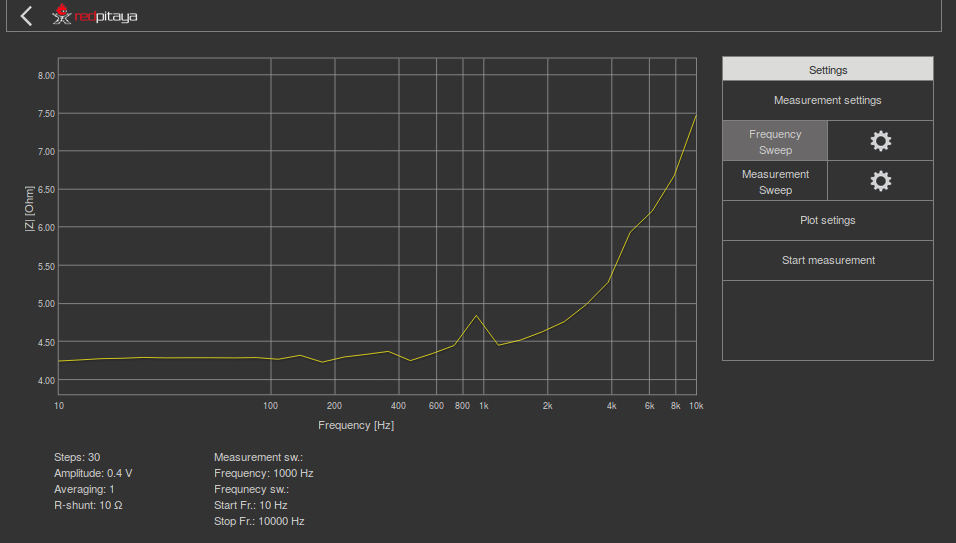 redpitaya
Settings
Measurement settings
Frequency
Sweep
Measurement
Sweep
Plot setings
Start measurement
|Z| [Ohm]
8.00
7.50
7.00
6.50
6.00
5.50
5.00
4.50
4.00
10 100 200 400 600 800 1k 2k 4k 6k 8k 10k
Frequency [Hz]
Steps: 30
Amplitude: 0.4 V
Averaging: 1
R-shunt: 10 Ω
Measurement sw.:
Frequency: 1000 Hz
Frequnecy sw.:
Start Fr.: 10 Hz
Stop Fr.: 10000 Hz